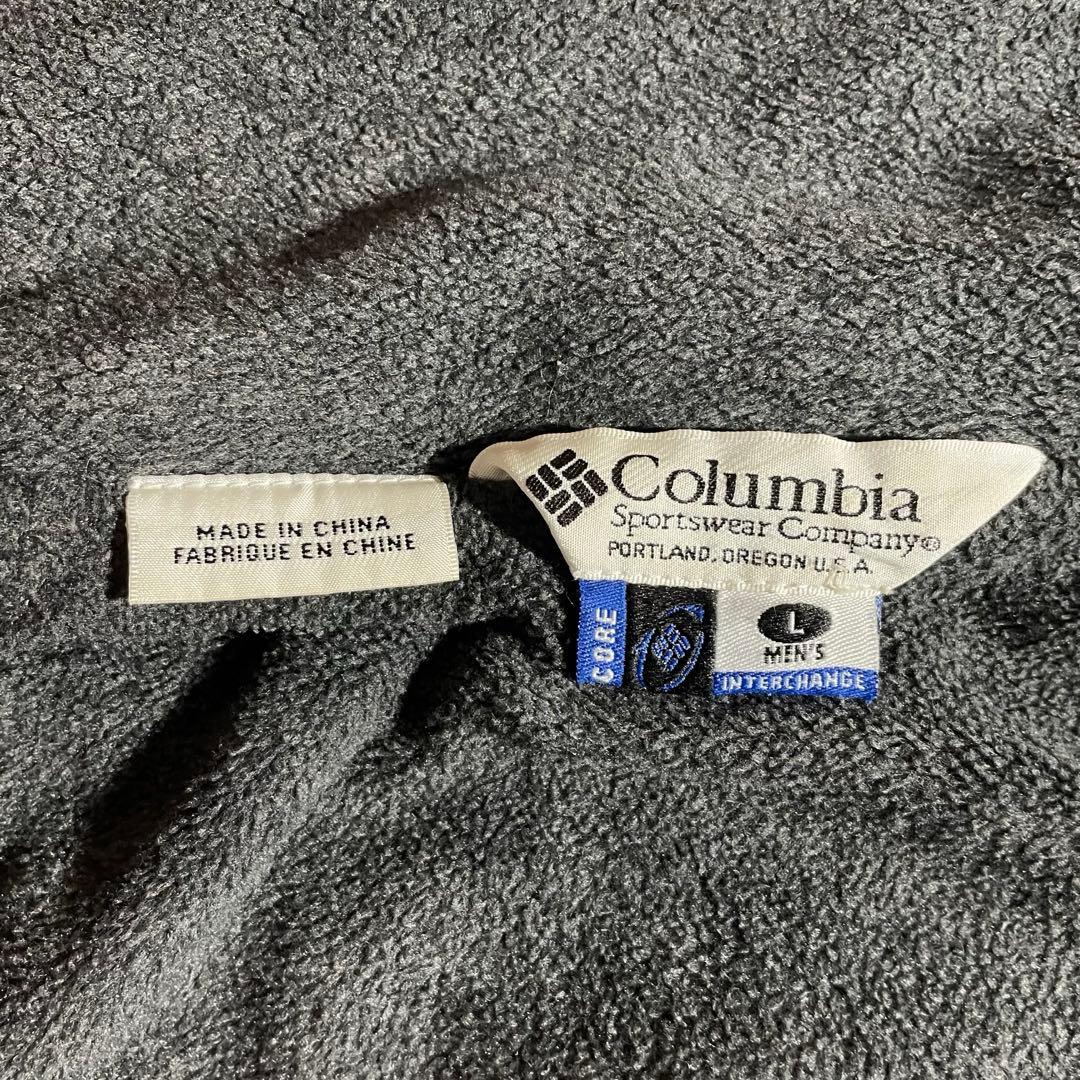 MADE IN CHINA
FABRIQUE EN CHINE
Columbia
Sportswear Company®
PORTLAND, OREGON U.S.A.
CORE
L
MEN'S
INTERCHANGE